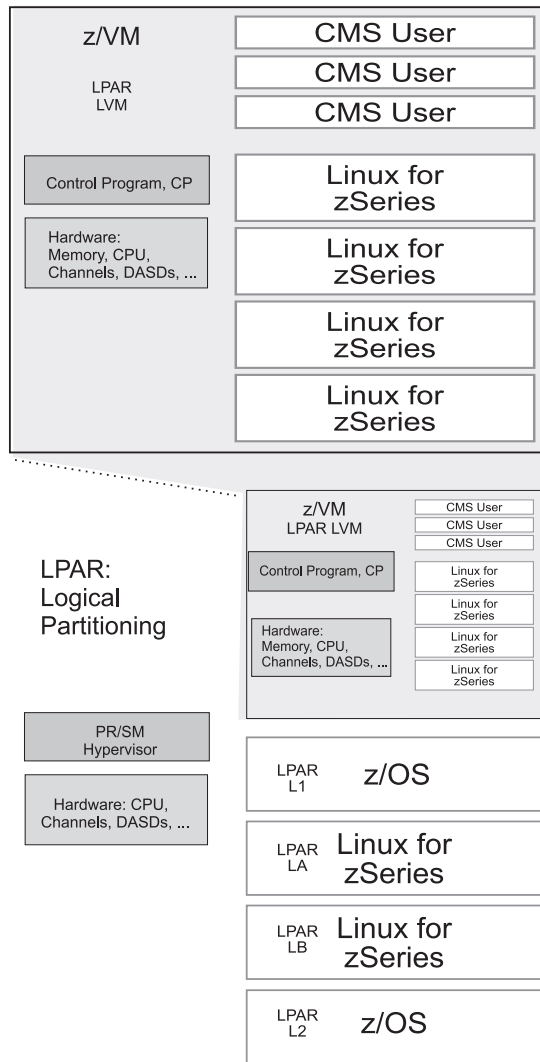 z/VM
LPAR
LVM
CMS User
CMS User
CMS User
Control Program, CP
Hardware:
Memory, CPU,
Channels, DASDs, ...
Linux for
zSeries
Linux for
zSeries
Linux for
zSeries
Linux for
zSeries
z/VM
LPAR LVM
CMS User
CMS User
CMS User
Control Program, CP
Hardware:
Memory, CPU,
Channels, DASDs, ...
Linux for
zSeries
Linux for
zSeries
Linux for
zSeries
Linux for
zSeries
LPAR:
Logical
Partitioning
PR/SM
Hypervisor
Hardware: CPU,
Channels, DASDs, ...
LPAR
L1
z/OS
LPAR
LA
Linux for
zSeries
LPAR
LB
Linux for
zSeries
LPAR
L2
z/OS